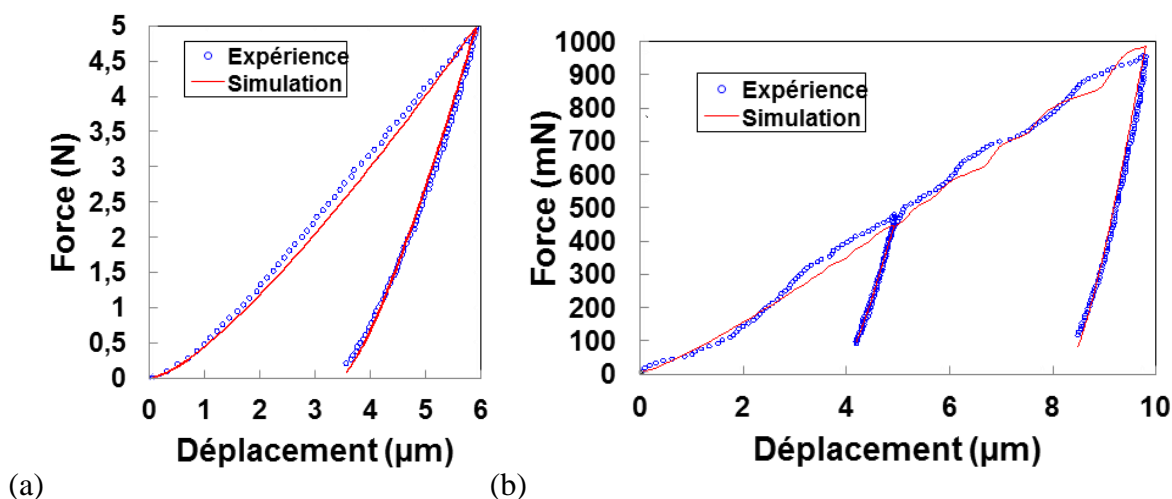 5
4,5
4
3,5
3
2,5
2
1,5
1
0,5
0
Force (N)
Expérience
Simulation
0 1 2 3 4 5 6
Déplacement (µm)
(a)
1000
900
800
700
600
500
400
300
200
100
0
Force (mN)
Expérience
Simulation
0 2 4 6 8 10
Déplacement (µm)
(b)